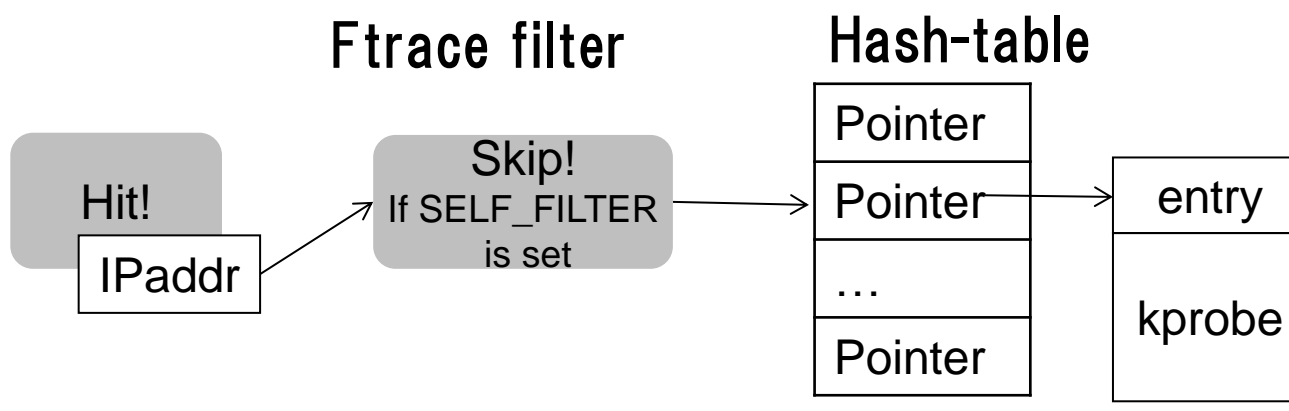 Ftrace filter
Hash-table
Hit!
IPaddr
Skip!
If SELF_FILTER
is set
Pointer
Pointer
…
Pointer
entry
kprobe